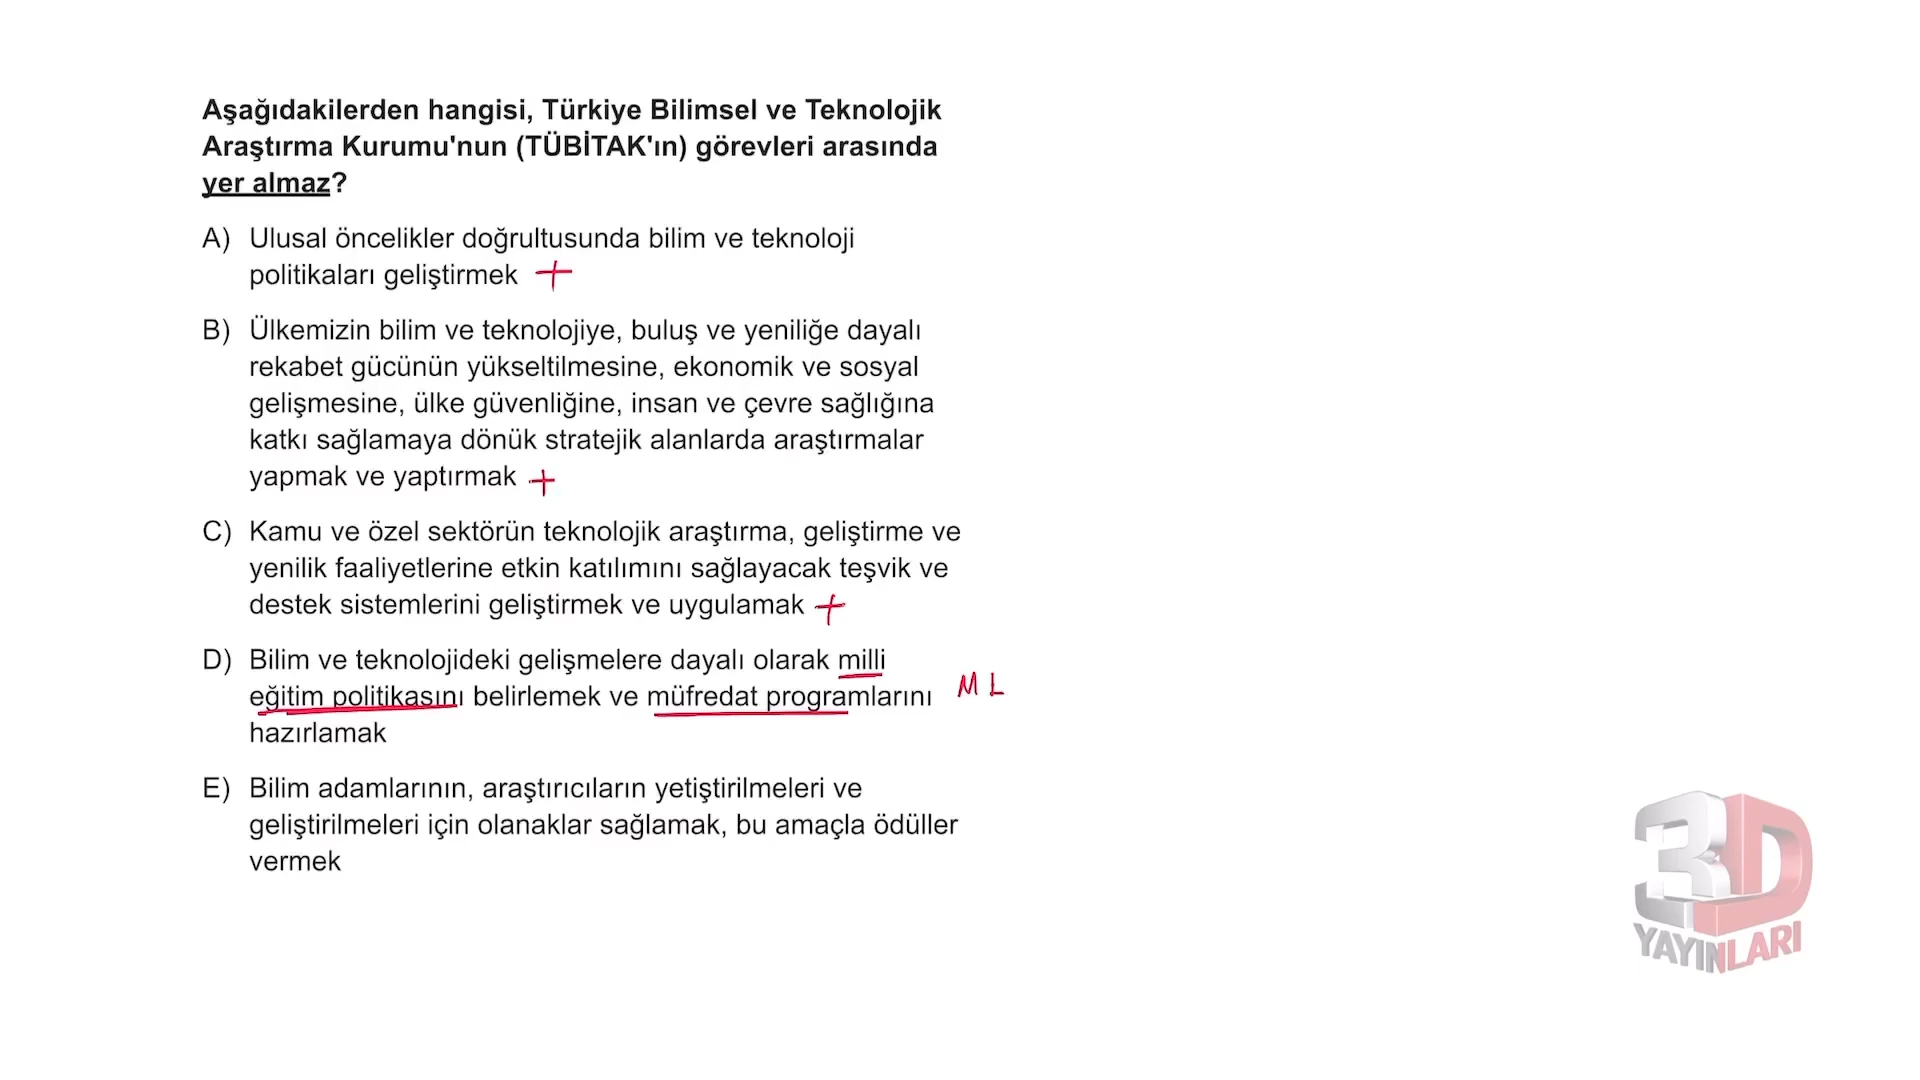 Aşağıdakilerden hangisi, Türkiye Bilimsel ve Teknolojik
Araştırma Kurumu'nun (TÜBİTAK'ın) görevleri arasında
yer almaz?
A) Ulusal öncelikler doğrultusunda bilim ve teknoloji
politikaları geliştirmek +
B) Ülkemizin bilim ve teknolojiye, buluş ve yeniliğe dayalı
rekabet gücünün yükseltilmesine, ekonomik ve sosyal
gelişmesine, ülke güvenliğine, insan ve çevre sağlığına
katkı sağlamaya dönük stratejik alanlarda araştırmalar
yapmak ve yaptırmak +
C) Kamu ve özel sektörün teknolojik araştırma, geliştirme ve
yenilik faaliyetlerine etkin katılımını sağlayacak teşvik ve
destek sistemlerini geliştirmek ve uygulamak +
D) Bilim ve teknolojideki gelişmelere dayalı olarak milli
eğitim politikasını belirlemek ve müfredat programlarını ML
hazırlamak
E) Bilim adamlarının, araştırıcıların yetiştirilmeleri ve
geliştirilmeleri için olanaklar sağlamak, bu amaçla ödüller
vermek
3D
YAYINLARI